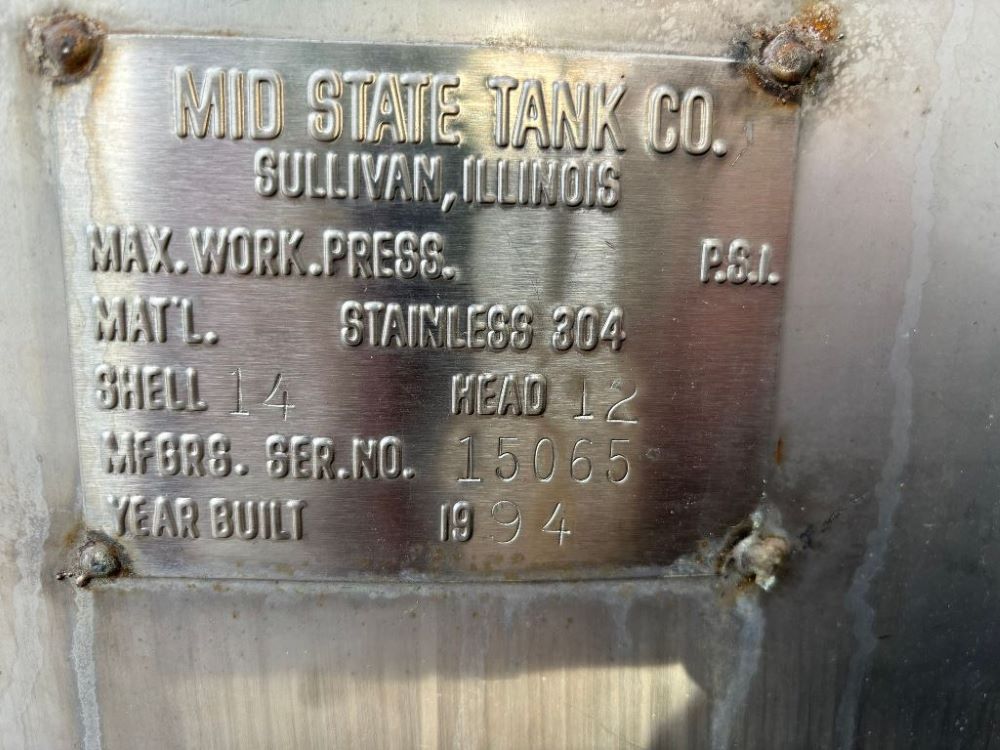 MID STATE TANK CO.
SULLIVAN, ILLINOIS
MAX. WORK. PRESS. P.S.I.
MAT'L. STAINLESS 304
SHELL 14 HEAD 12
MFGRS. SER. NO. 15065
YEAR BUILT 1994